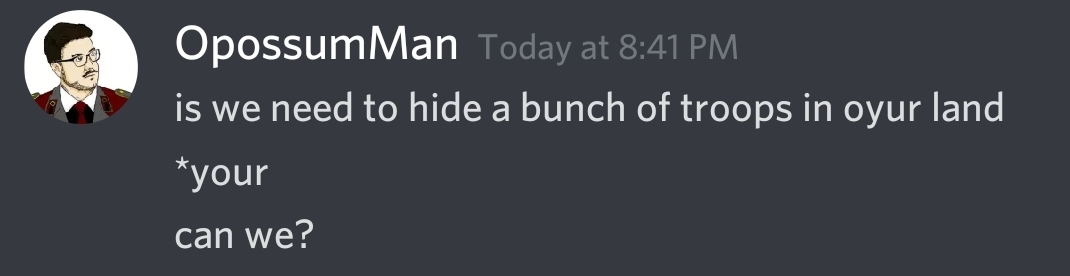 OpossumMan Today at 8:41 PM
is we need to hide a bunch of troops in oyur land
*your
can we?